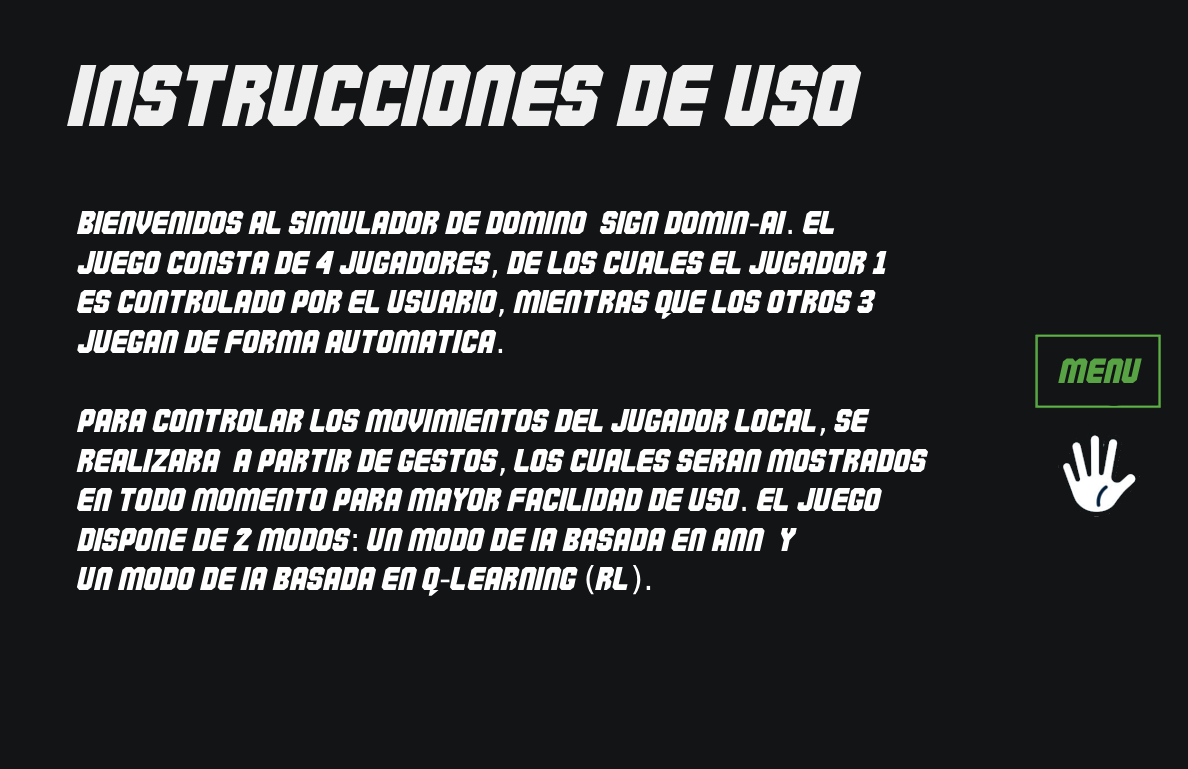 INSTRUCCIONES DE USO
BIENVENIDOS AL SIMULADOR DE DOMINO SIGN DOMIN-AI. EL
JUEGO CONSTA DE 4 JUGADORES, DE LOS CUALES EL JUGADOR 1
ES CONTROLADO POR EL USUARIO, MIENTRAS QUE LOS OTROS 3
JUEGAN DE FORMA AUTOMATICA.
PARA CONTROLAR LOS MOVIMIENTOS DEL JUGADOR LOCAL, SE
REALIZARA A PARTIR DE GESTOS, LOS CUALES SERAN MOSTRADOS
EN TODO MOMENTO PARA MAYOR FACILIDAD DE USO. EL JUEGO
DISPONE DE 2 MODOS: UN MODO DE IA BASADA EN ANN Y
UN MODO DE IA BASADA EN Q-LEARNING (RL).
MENU